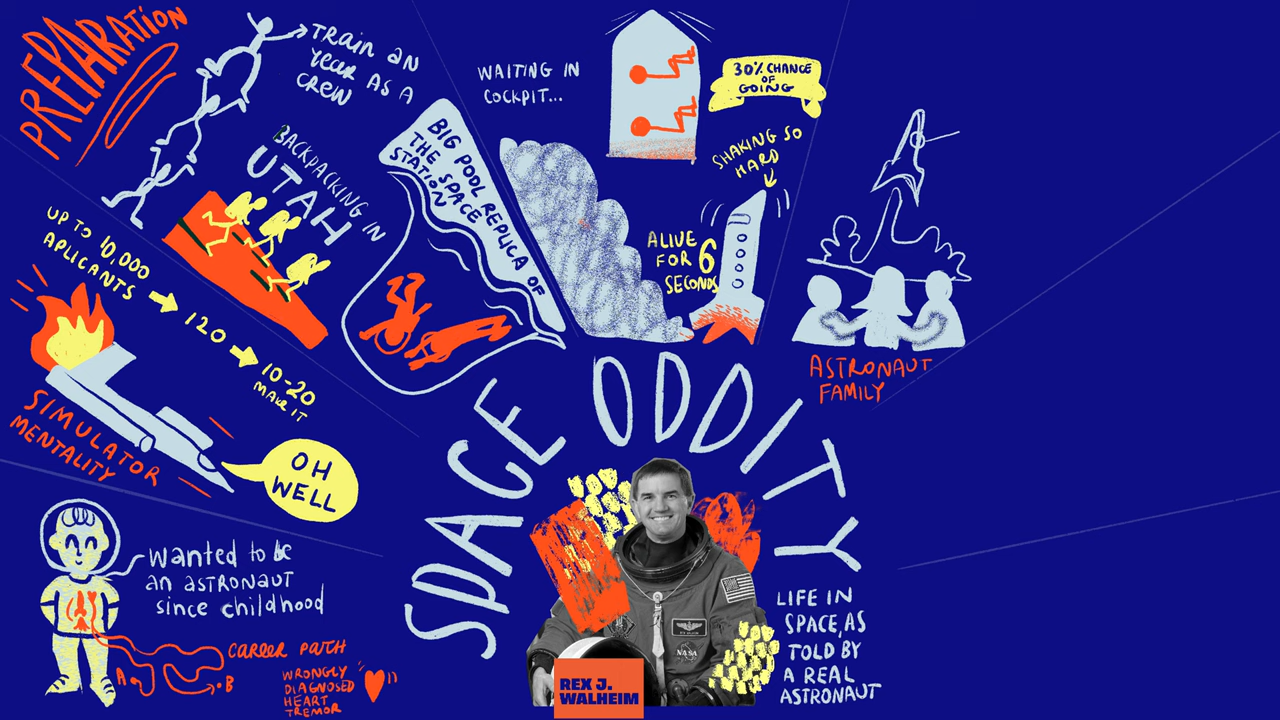 PREPARATION
TRAIN AN
YEAR AS A
CREW
BACKPACKING IN
UTAH
UP TO 10,000
APLICANTS
120
10-20
MAKE IT
SIMULATOR
MENTALITY
OH
WELL
BIG POOL REPLICA OF
THE SPACE
STATION
WAITING IN
COCKPIT...
30% CHANCE
OF
GOING
SHAKING SO
HARD
ALIVE
FOR 6
SECONDS
ASTRONAUT
FAMILY
SPACE ODDITY
wanted to be
an astronaut
since childhood
CAREER PATH
A
B
WRONGLY
DIAGNOSED
HEART
TREMOR
NASA
REX J.
WALHEIM
LIFE IN
SPACE, AS
TOLD BY
A REAL
ASTRONAUT